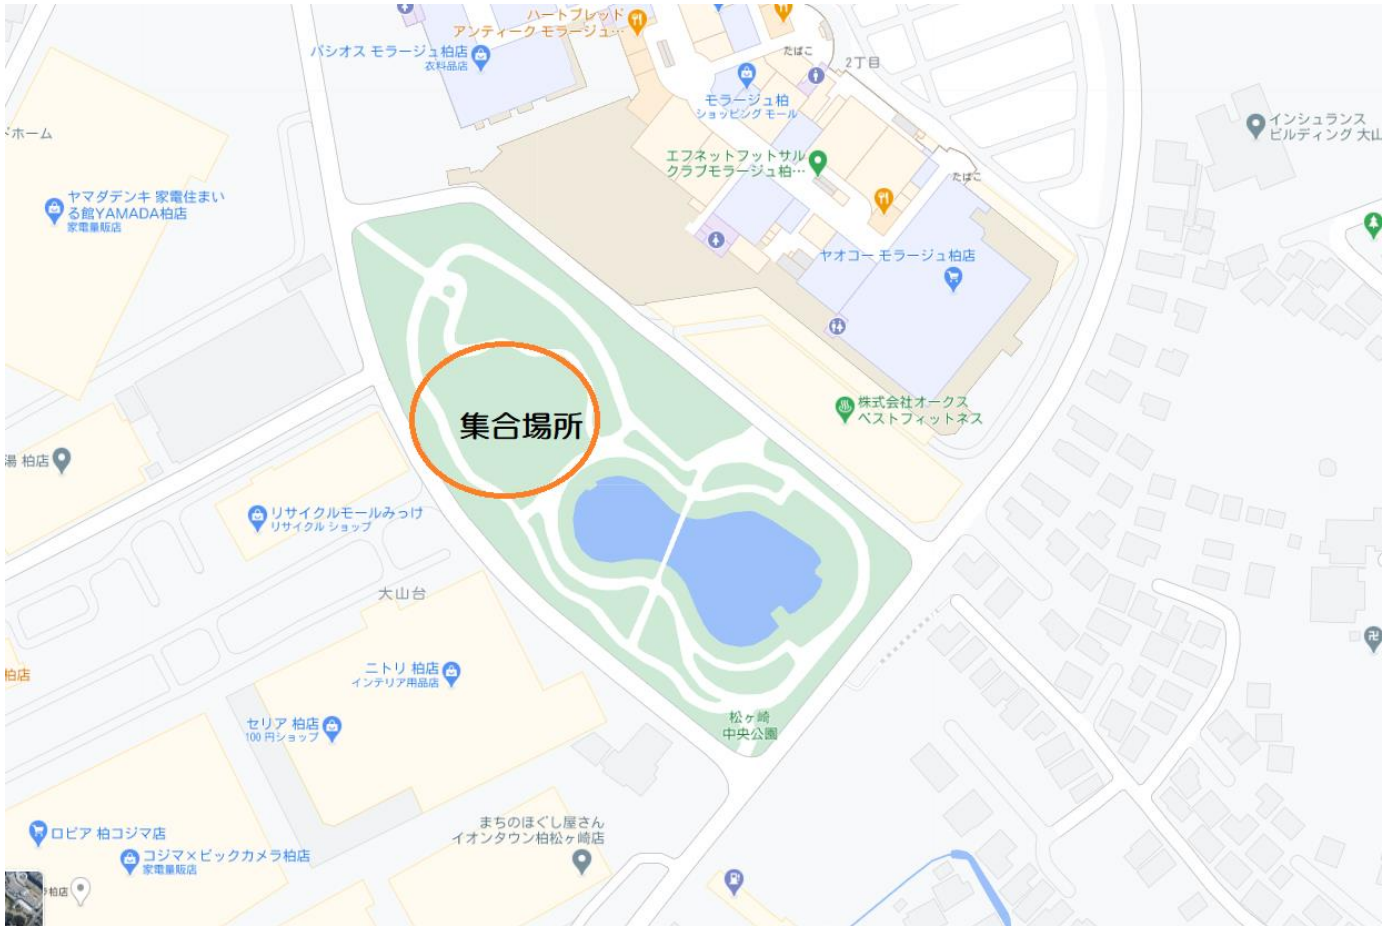 ハートブレッド
アンティーク モラージュ…
パシオス モラージュ柏店
衣料品店
たばこ
2丁目
モラージュ柏
ショッピング モール
インシュランス
ビルディング 大山
ドホーム
エフネットフットサル
クラブモラージュ柏…
たばこ
ヤマダデンキ 家電住まい
る館YAMADA柏店
家電量販店
ヤオコー モラージュ柏店
株式会社オークス
ベストフィットネス
集合場所
湯 柏店
リサイクルモールみっけ
リサイクル ショップ
大山台
柏店
ニトリ 柏店
インテリア用品店
セリア 柏店
100 円ショップ
松ヶ崎
中央公園
まちのほぐし屋さん
イオンタウン柏松ヶ崎店
ロピア 柏コジマ店
コジマ×ビックカメラ柏店
家電量販店
柏店